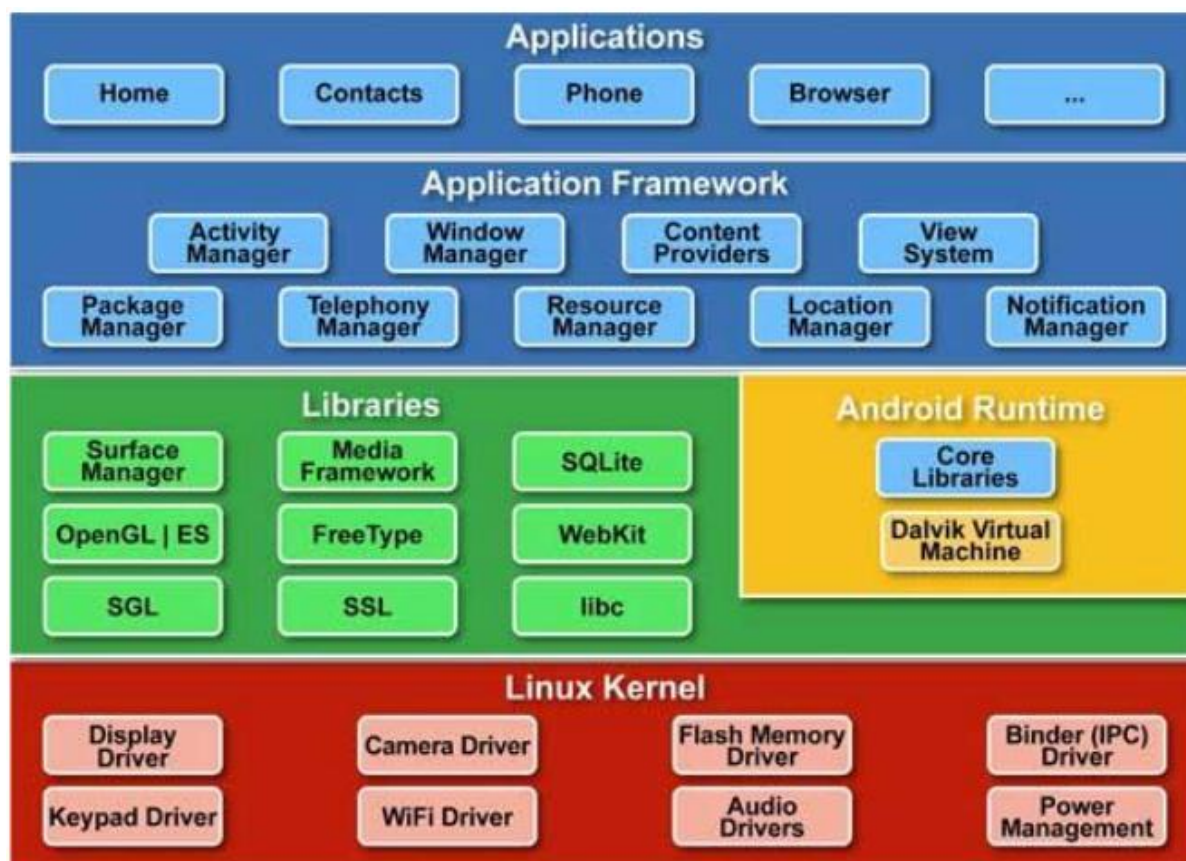 Applications
Home
Contacts
Phone
Browser
...
Application Framework
Activity
Manager
Window
Manager
Content
Providers
View
System
Package
Manager
Telephony
Manager
Resource
Manager
Location
Manager
Notification
Manager
Libraries
Surface
Manager
Media
Framework
SQLite
OpenGL | ES
FreeType
WebKit
SGL
SSL
libc
Android Runtime
Core
Libraries
Dalvik Virtual
Machine
Linux Kernel
Display
Driver
Camera Driver
Flash Memory
Driver
Binder (IPC)
Driver
Keypad Driver
WiFi Driver
Audio
Drivers
Power
Management